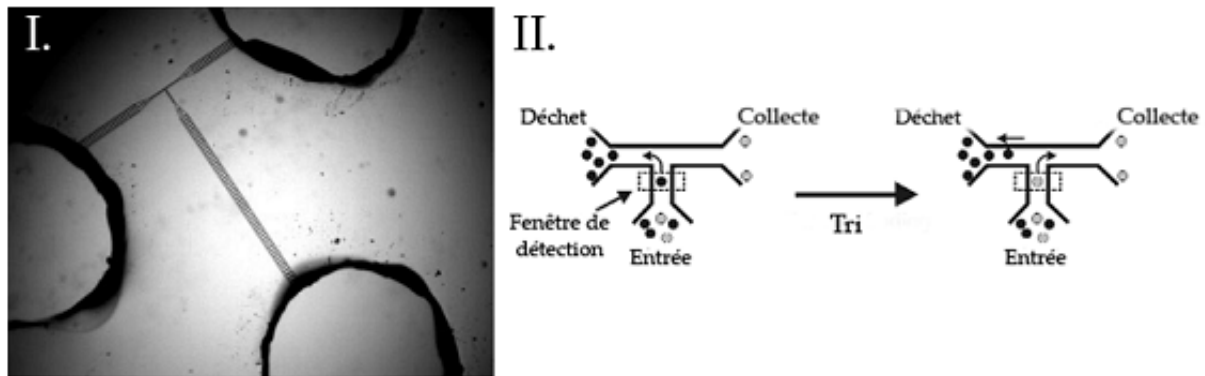 I.
II.
Déchet
Collecte
Fenêtre de
détection
Entrée
Tri
Déchet
Collecte
Entrée